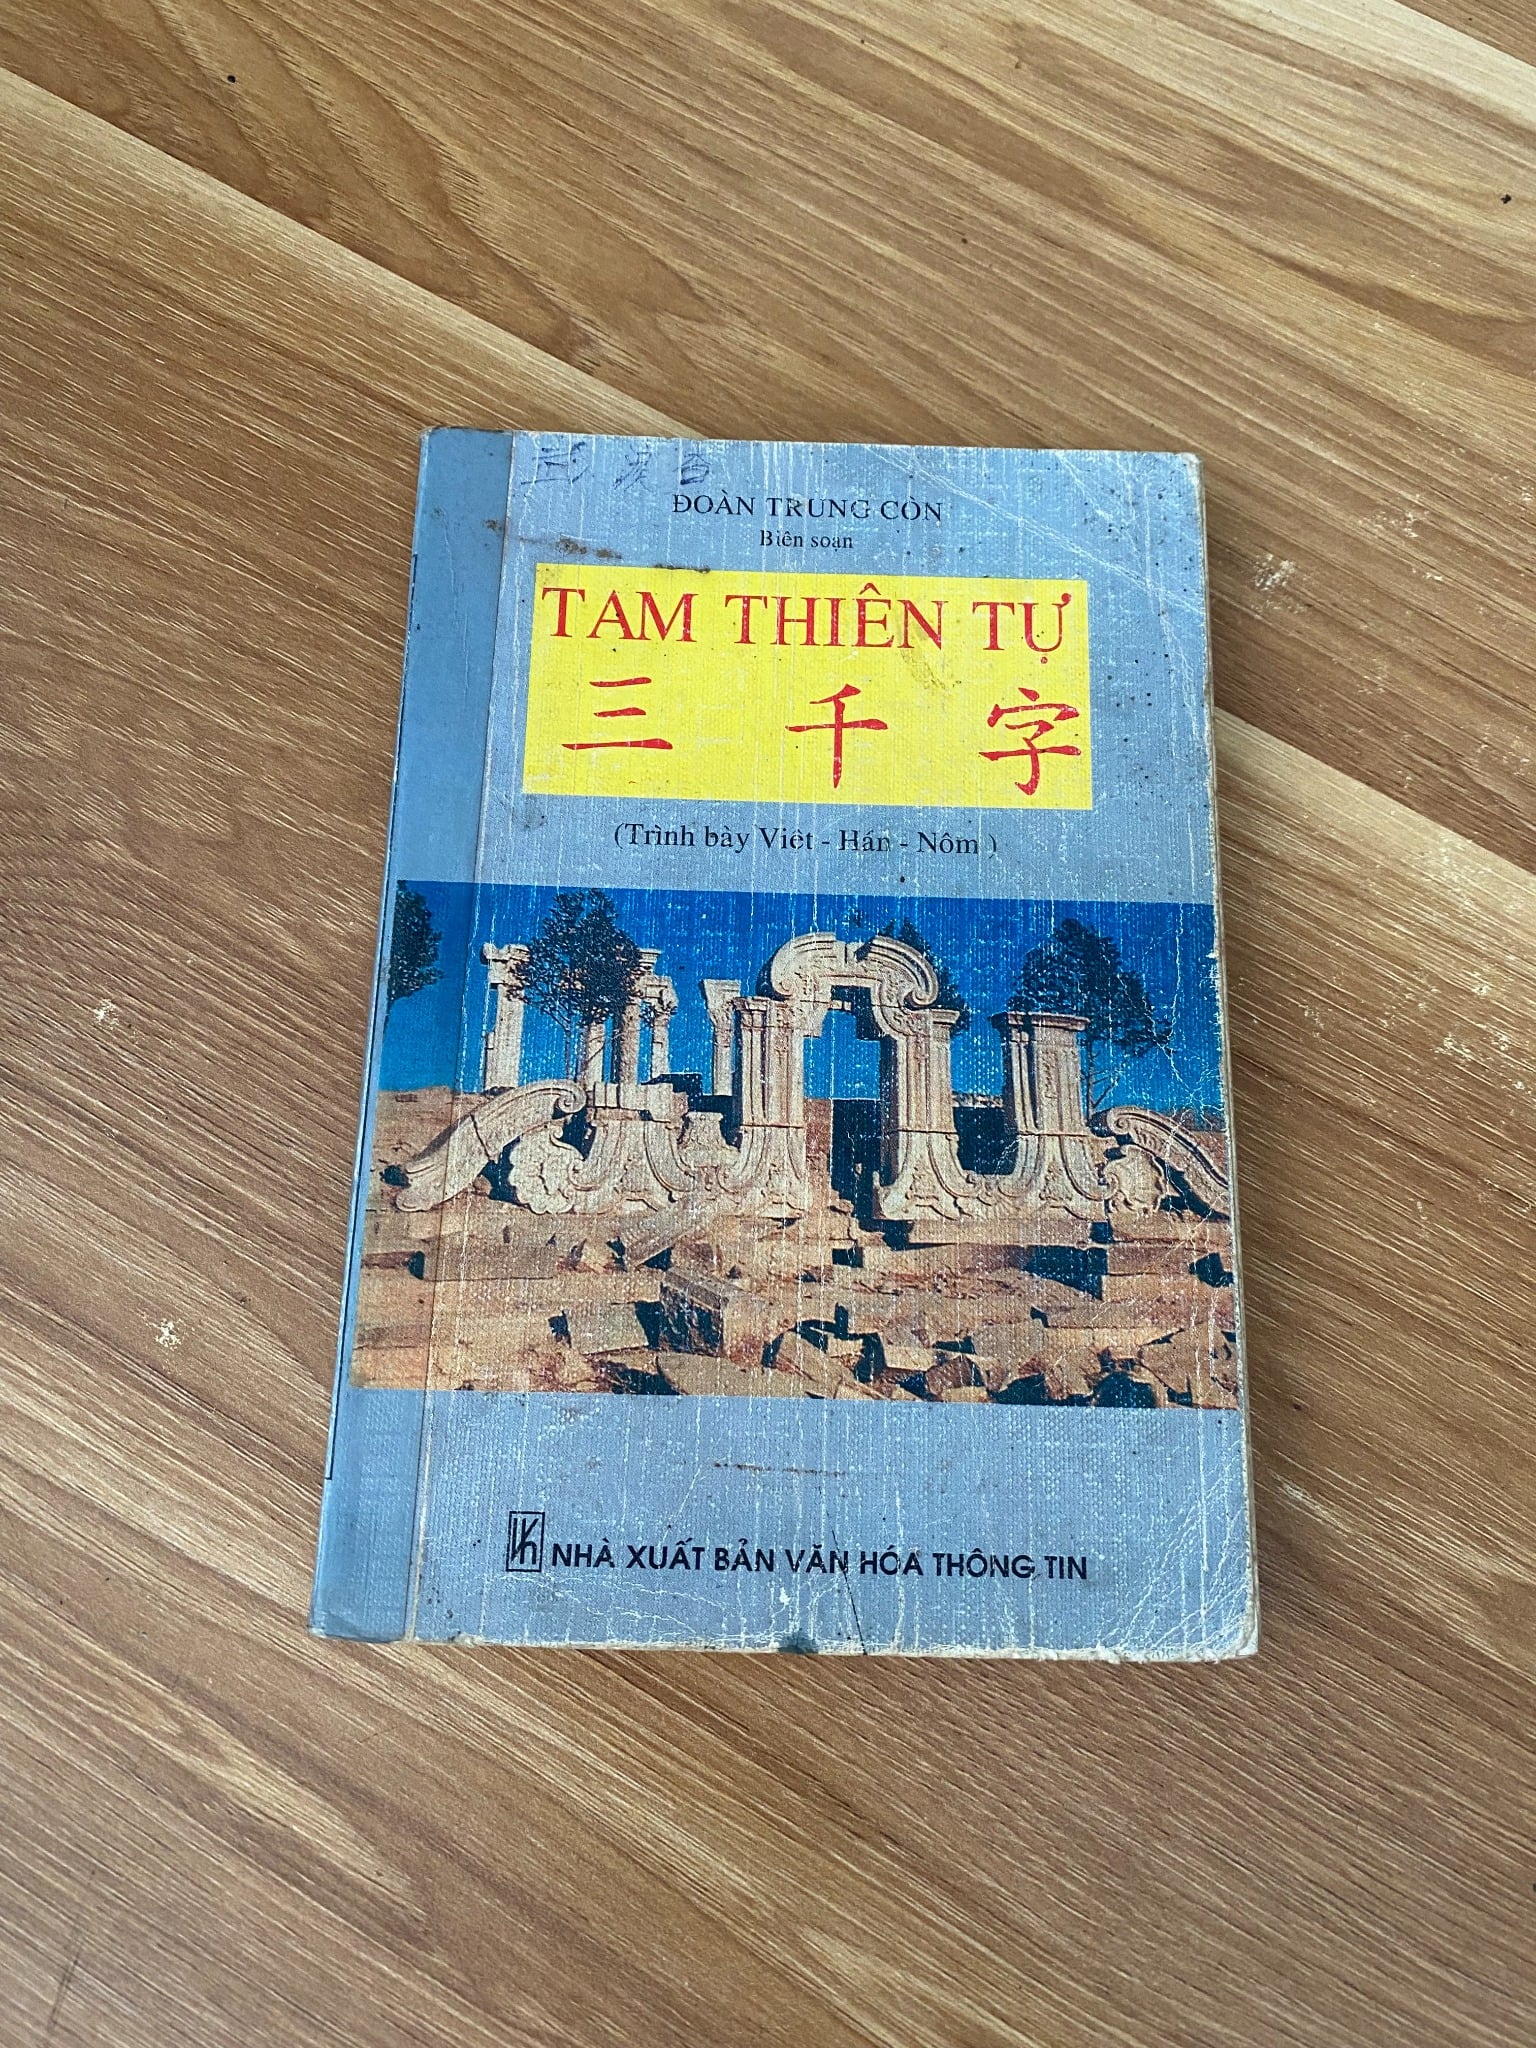 ĐOÀN TRUNG CÒN
Biên soạn
TAM THIÊN TỰ
三 千 字
(Trình bày Việt - Hán - Nôm)
NHÀ XUẤT BẢN VĂN HÓA THÔNG TIN